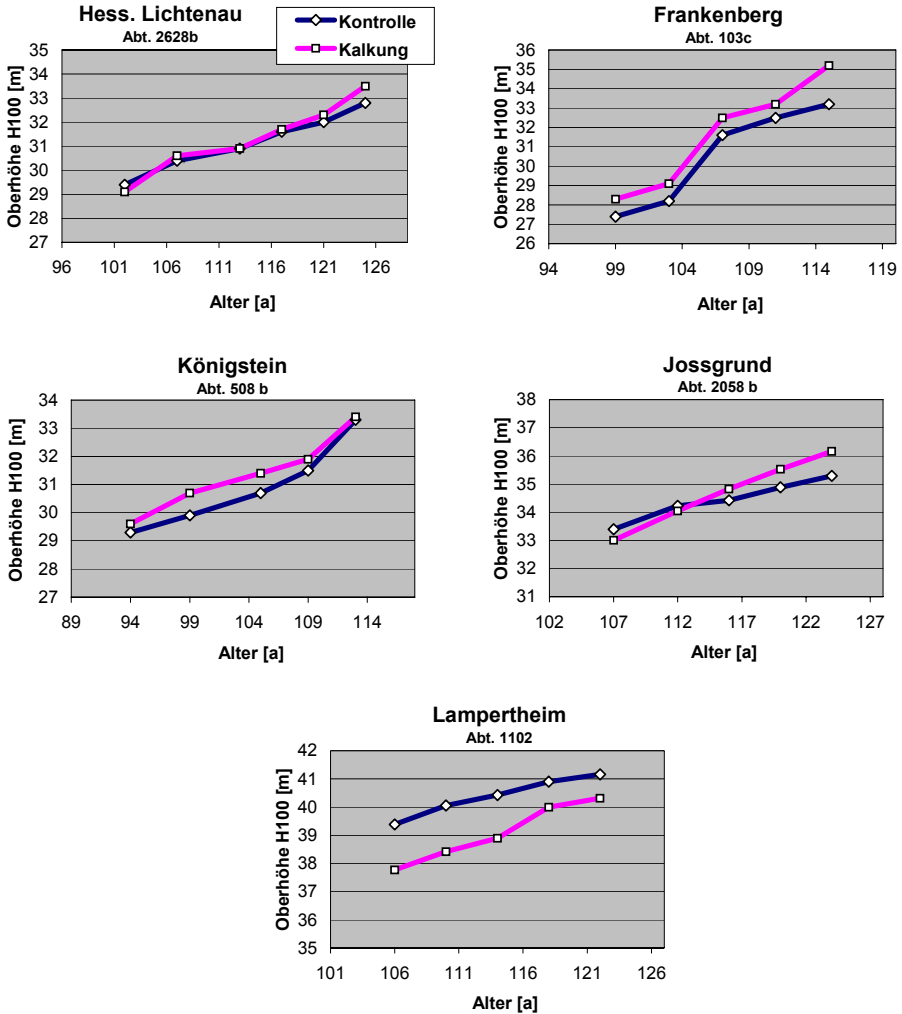 Hess. Lichtenau
Abt. 2628b
Kontrolle
Kalkung
Oberhöhe H100 [m]
35
34
33
32
31
30
29
28
27
96 101 106 111 116 121 126
Alter [a]
Frankenberg
Abt. 103c
Oberhöhe H100 [m]
36
35
34
33
32
31
30
29
28
27
26
94 99 104 109 114 119
Alter [a]
Königstein
Abt. 508 b
Oberhöhe H100 [m]
34
33
32
31
30
29
28
27
89 94 99 104 109 114
Alter [a]
Jossgrund
Abt. 2058 b
Oberhöhe H100 [m]
38
37
36
35
34
33
32
31
102 107 112 117 122 127
Alter [a]
Lampertheim
Abt. 1102
Oberhöhe H100 [m]
42
41
40
39
38
37
36
35
101 106 111 116 121 126
Alter [a]